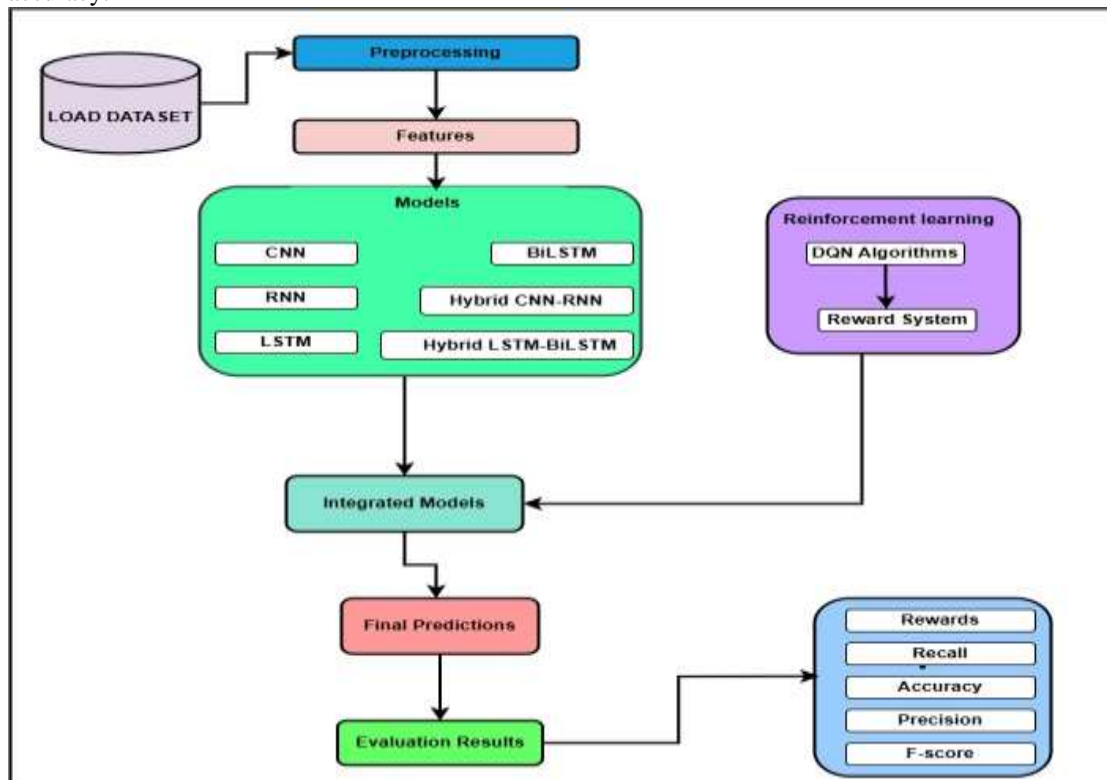 accuracy.
Preprocessing
LOAD DATASET
Features
Models
CNN
BiLSTM
RNN
Hybrid CNN-RNN
LSTM
Hybrid LSTM-BiLSTM
Reinforcement learning
DQN Algorithms
Reward System
Integrated Models
Final Predictions
Evaluation Results
Rewards
Recall
Accuracy
Precision
F-score